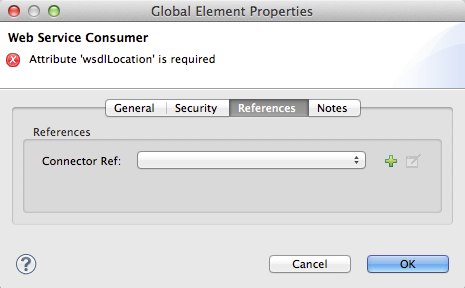 Global Element Properties
Web Service Consumer
Attribute 'wsdlLocation' is required
General Security References Notes
References
Connector Ref:
? Cancel OK